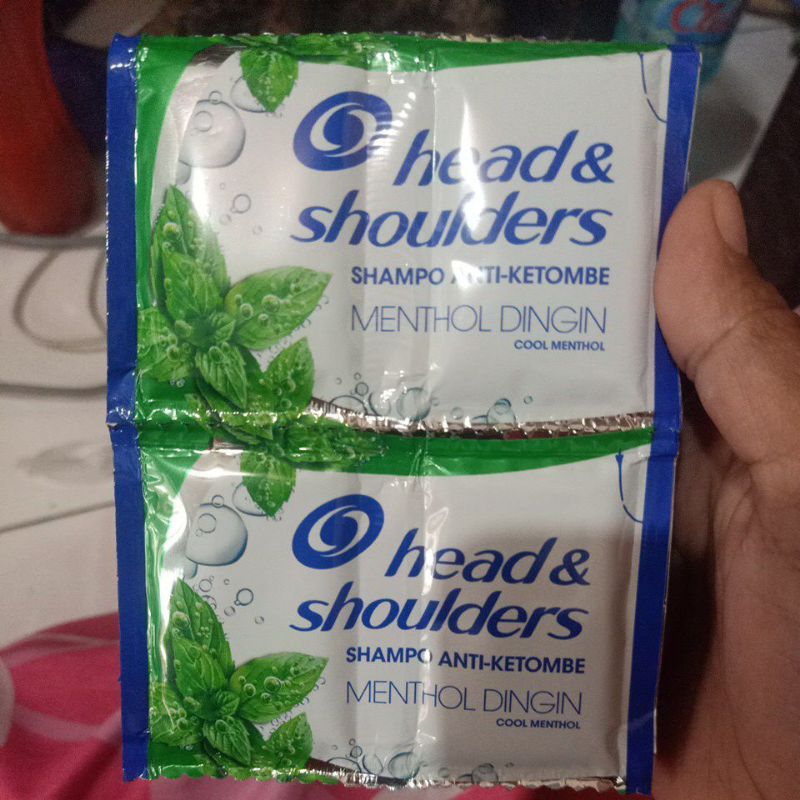 head &
shoulders
SHAMPO ANTI-KETOMBE
MENTHOL DINGIN
COOL MENTHOL
head &
shoulders
SHAMPO ANTI-KETOMBE
MENTHOL DINGIN
COOL MENTHOL